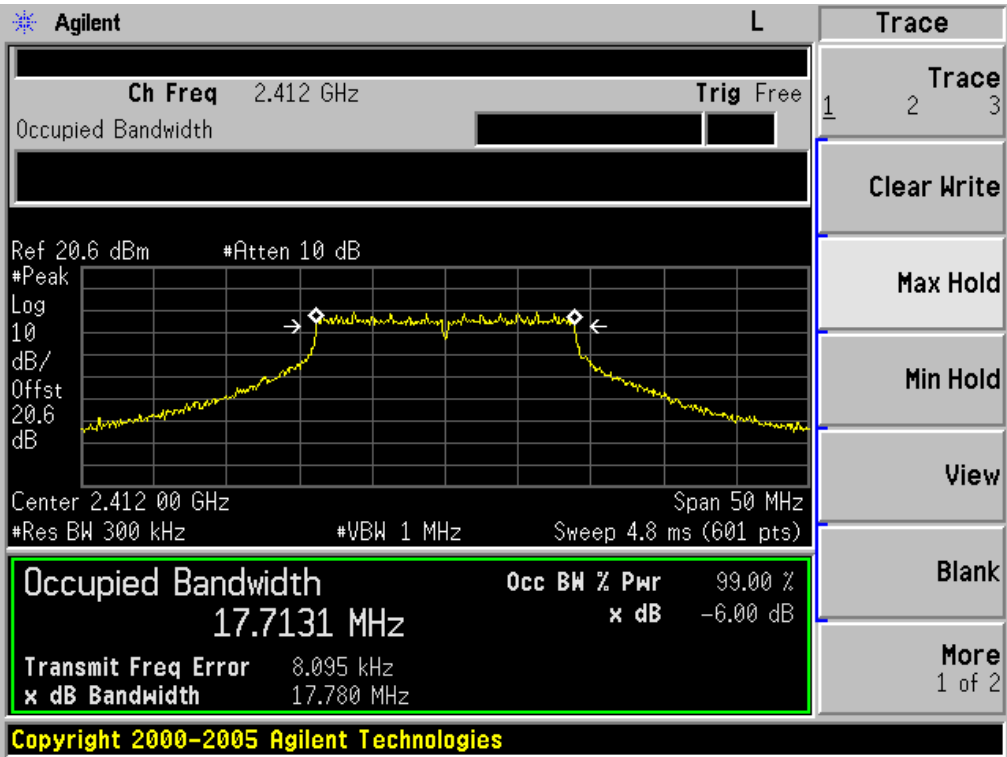 Agilent L
Ch Freq 2.412 GHz Trig Free
Occupied Bandwidth
Ref 20.6 dBm #Atten 10 dB
#Peak
Log
10
dB/
Offst
20.6
dB
Center 2.412 00 GHz Span 50 MHz
#Res BW 300 kHz #VBW 1 MHz Sweep 4.8 ms (601 pts)
Occupied Bandwidth Occ BW % Pwr 99.00 %
17.7131 MHz x dB -6.00 dB
Transmit Freq Error 8.095 kHz
x dB Bandwidth 17.780 MHz
Copyright 2000-2005 Agilent Technologies
Trace
Trace
1 2 3
Clear Write
Max Hold
Min Hold
View
Blank
More
1 of 2